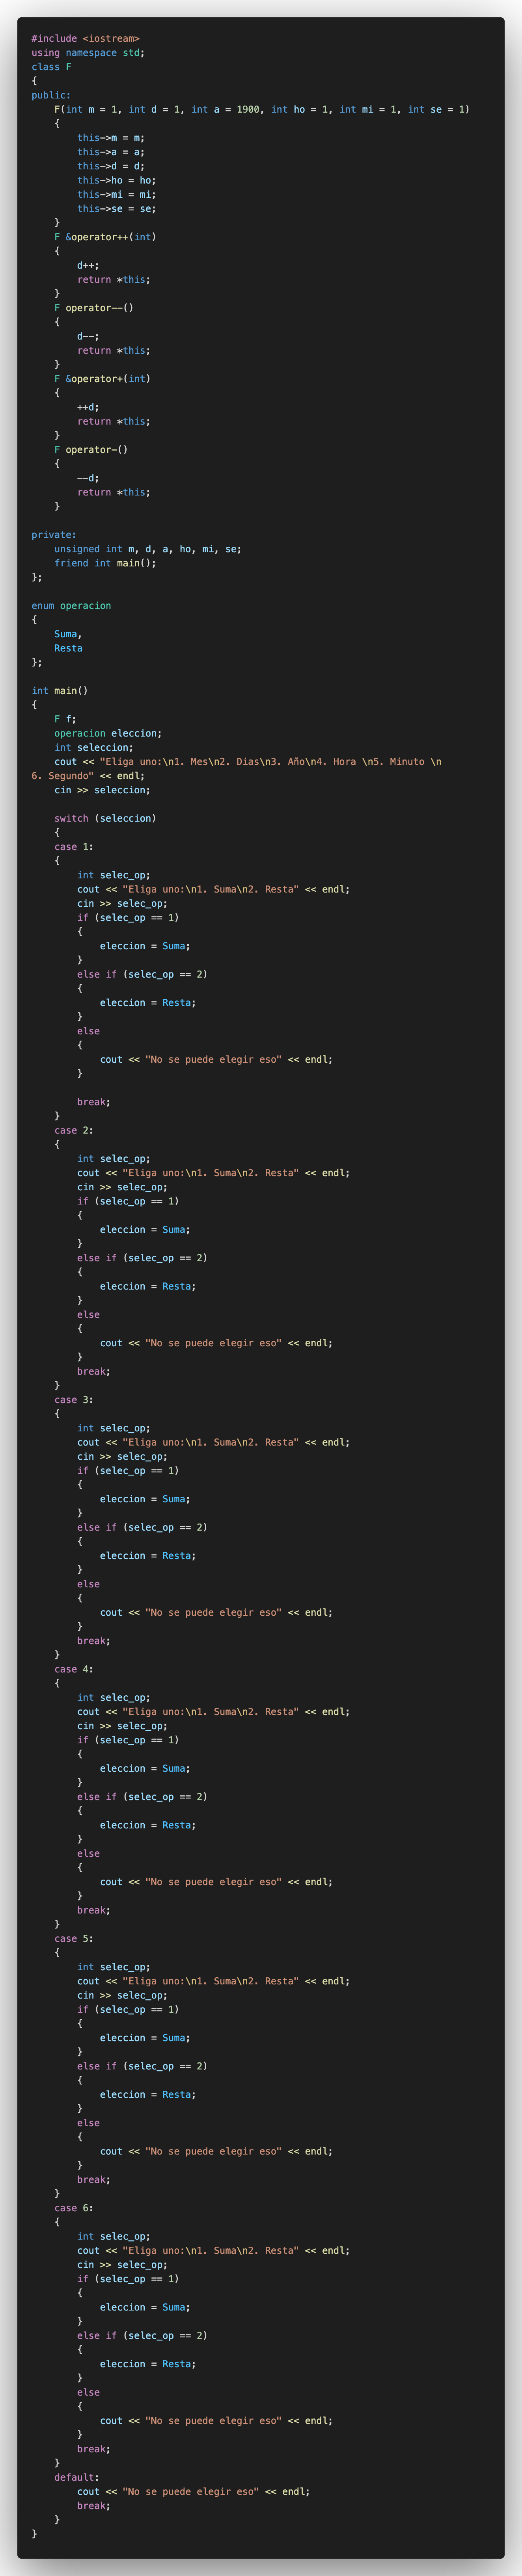 #include <iostream>
using namespace std;
class F
{
public:
    F(int m = 1, int d = 1, int a = 1900, int ho = 1, int mi = 1, int se = 1)
    {
        this->m = m;
        this->a = a;
        this->d = d;
        this->ho = ho;
        this->mi = mi;
        this->se = se;
    }
    F &operator++(int)
    {
        d++;
        return *this;
    }
    F operator--()
    {
        d--;
        return *this;
    }
    F &operator+(int)
    {
        ++d;
        return *this;
    }
    F operator-()
    {
        --d;
        return *this;
    }

private:
    unsigned int m, d, a, ho, mi, se;
    friend int main();
};

enum operacion
{
    Suma,
    Resta
};

int main()
{
    F f;
    operacion eleccion;
    int seleccion;
    cout << "Eliga uno:\n1. Mes\n2. Dias\n3. Año\n4. Hora \n5. Minuto \n
6. Segundo" << endl;
    cin >> seleccion;

    switch (seleccion)
    {
    case 1:
    {
        int selec_op;
        cout << "Eliga uno:\n1. Suma\n2. Resta" << endl;
        cin >> selec_op;
        if (selec_op == 1)
        {
            eleccion = Suma;
        }
        else if (selec_op == 2)
        {
            eleccion = Resta;
        }
        else
        {
            cout << "No se puede elegir eso" << endl;
        }

        break;
    }
    case 2:
    {
        int selec_op;
        cout << "Eliga uno:\n1. Suma\n2. Resta" << endl;
        cin >> selec_op;
        if (selec_op == 1)
        {
            eleccion = Suma;
        }
        else if (selec_op == 2)
        {
            eleccion = Resta;
        }
        else
        {
            cout << "No se puede elegir eso" << endl;
        }
        break;
    }
    case 3:
    {
        int selec_op;
        cout << "Eliga uno:\n1. Suma\n2. Resta" << endl;
        cin >> selec_op;
        if (selec_op == 1)
        {
            eleccion = Suma;
        }
        else if (selec_op == 2)
        {
            eleccion = Resta;
        }
        else
        {
            cout << "No se puede elegir eso" << endl;
        }
        break;
    }
    case 4:
    {
        int selec_op;
        cout << "Eliga uno:\n1. Suma\n2. Resta" << endl;
        cin >> selec_op;
        if (selec_op == 1)
        {
            eleccion = Suma;
        }
        else if (selec_op == 2)
        {
            eleccion = Resta;
        }
        else
        {
            cout << "No se puede elegir eso" << endl;
        }
        break;
    }
    case 5:
    {
        int selec_op;
        cout << "Eliga uno:\n1. Suma\n2. Resta" << endl;
        cin >> selec_op;
        if (selec_op == 1)
        {
            eleccion = Suma;
        }
        else if (selec_op == 2)
        {
            eleccion = Resta;
        }
        else
        {
            cout << "No se puede elegir eso" << endl;
        }
        break;
    }
    case 6:
    {
        int selec_op;
        cout << "Eliga uno:\n1. Suma\n2. Resta" << endl;
        cin >> selec_op;
        if (selec_op == 1)
        {
            eleccion = Suma;
        }
        else if (selec_op == 2)
        {
            eleccion = Resta;
        }
        else
        {
            cout << "No se puede elegir eso" << endl;
        }
        break;
    }
    default:
        cout << "No se puede elegir eso" << endl;
        break;
    }
}